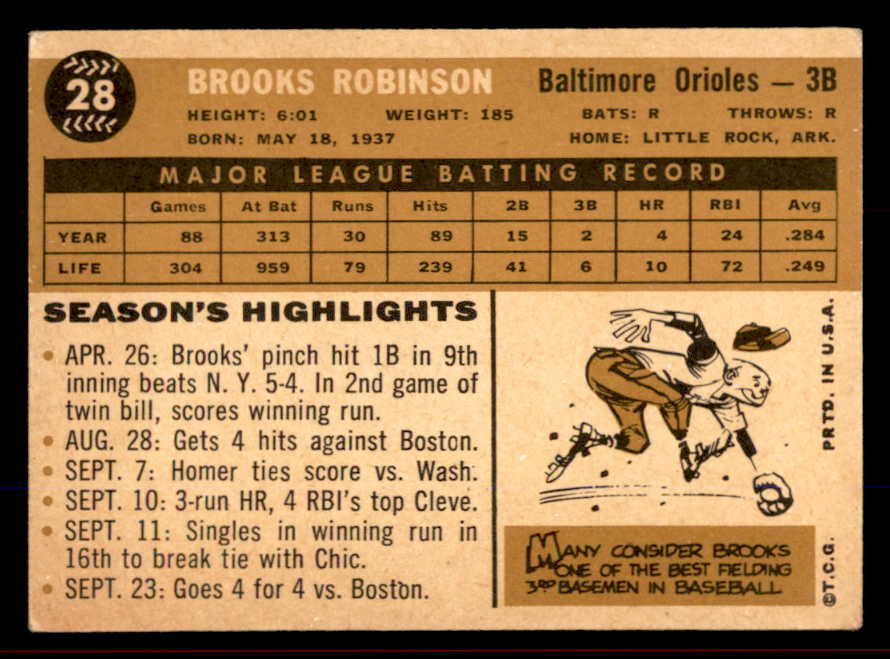 28
BROOKS ROBINSON Baltimore Orioles — 3B
HEIGHT: 6:01 WEIGHT: 185 BATS: R THROWS: R
BORN: MAY 18, 1937 HOME: LITTLE ROCK, ARK.
MAJOR LEAGUE BATTING RECORD
Games At Bat Runs Hits 2B 3B HR RBI Avg
YEAR 88 313 30 89 15 2 4 24 .284
LIFE 304 959 79 239 41 6 10 72 .249
SEASON'S HIGHLIGHTS
• APR. 26: Brooks' pinch hit 1B in 9th
inning beats N. Y. 5-4. In 2nd game of
twin bill, scores winning run.
• AUG. 28: Gets 4 hits against Boston.
• SEPT. 7: Homer ties score vs. Wash.
• SEPT. 10: 3-run HR, 4 RBI's top Cleve.
• SEPT. 11: Singles in winning run in
16th to break tie with Chic.
• SEPT. 23: Goes 4 for 4 vs. Boston.
MANY CONSIDER BROOKS
ONE OF THE BEST FIELDING
3RD BASEMEN IN BASEBALL
©T.C.G. PRTD. IN U.S.A.